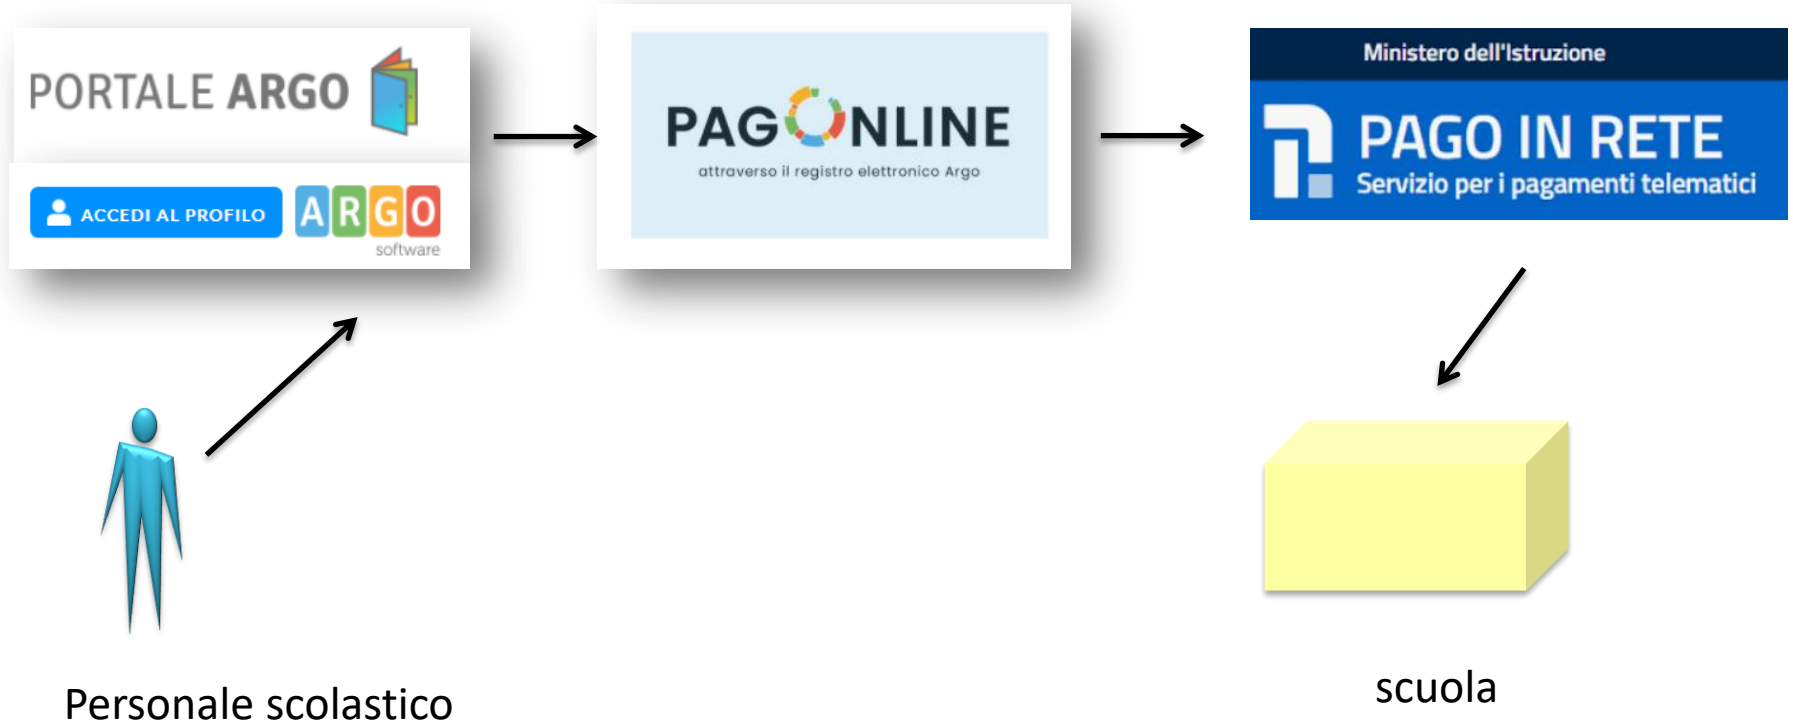 PORTALE ARGO
ACCEDI AL PROFILO
ARGO
software
PAGONLINE
attraverso il registro elettronico Argo
Ministero dell'Istruzione
PAGO IN RETE
Servizio per i pagamenti telematici
Personale scolastico
scuola